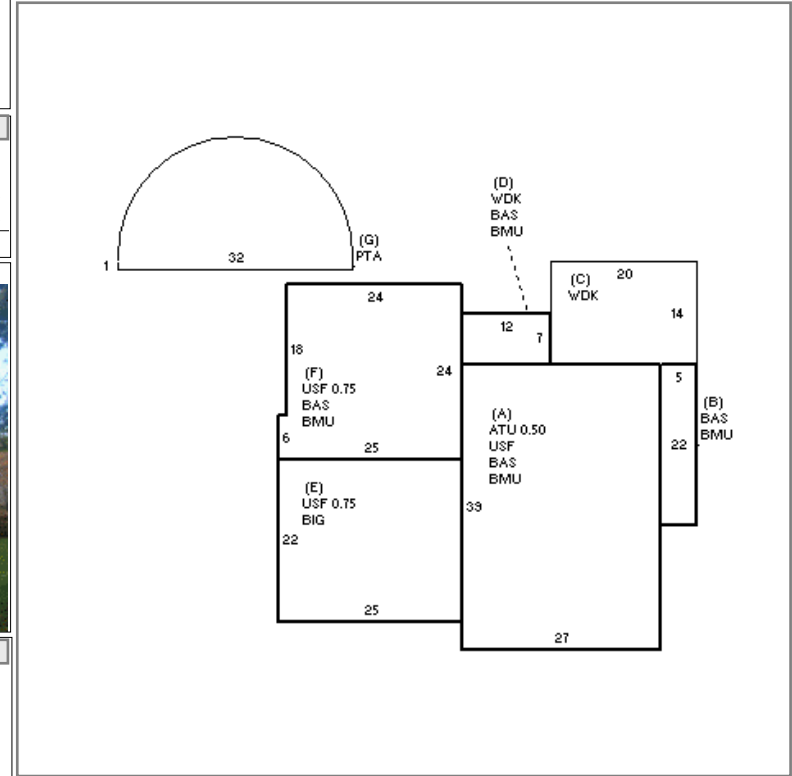 (D)
WDK
BAS
BMU
(G)
PTA
1
32
20
(C)
WDK
14
24
12
7
18
24
(F)
USF 0.75
BAS
BMU
6
25
5
(B)
BAS
BMU
22
(A)
ATU 0.50
USF
BAS
BMU
39
27
(E)
USF 0.75
BIG
22
25